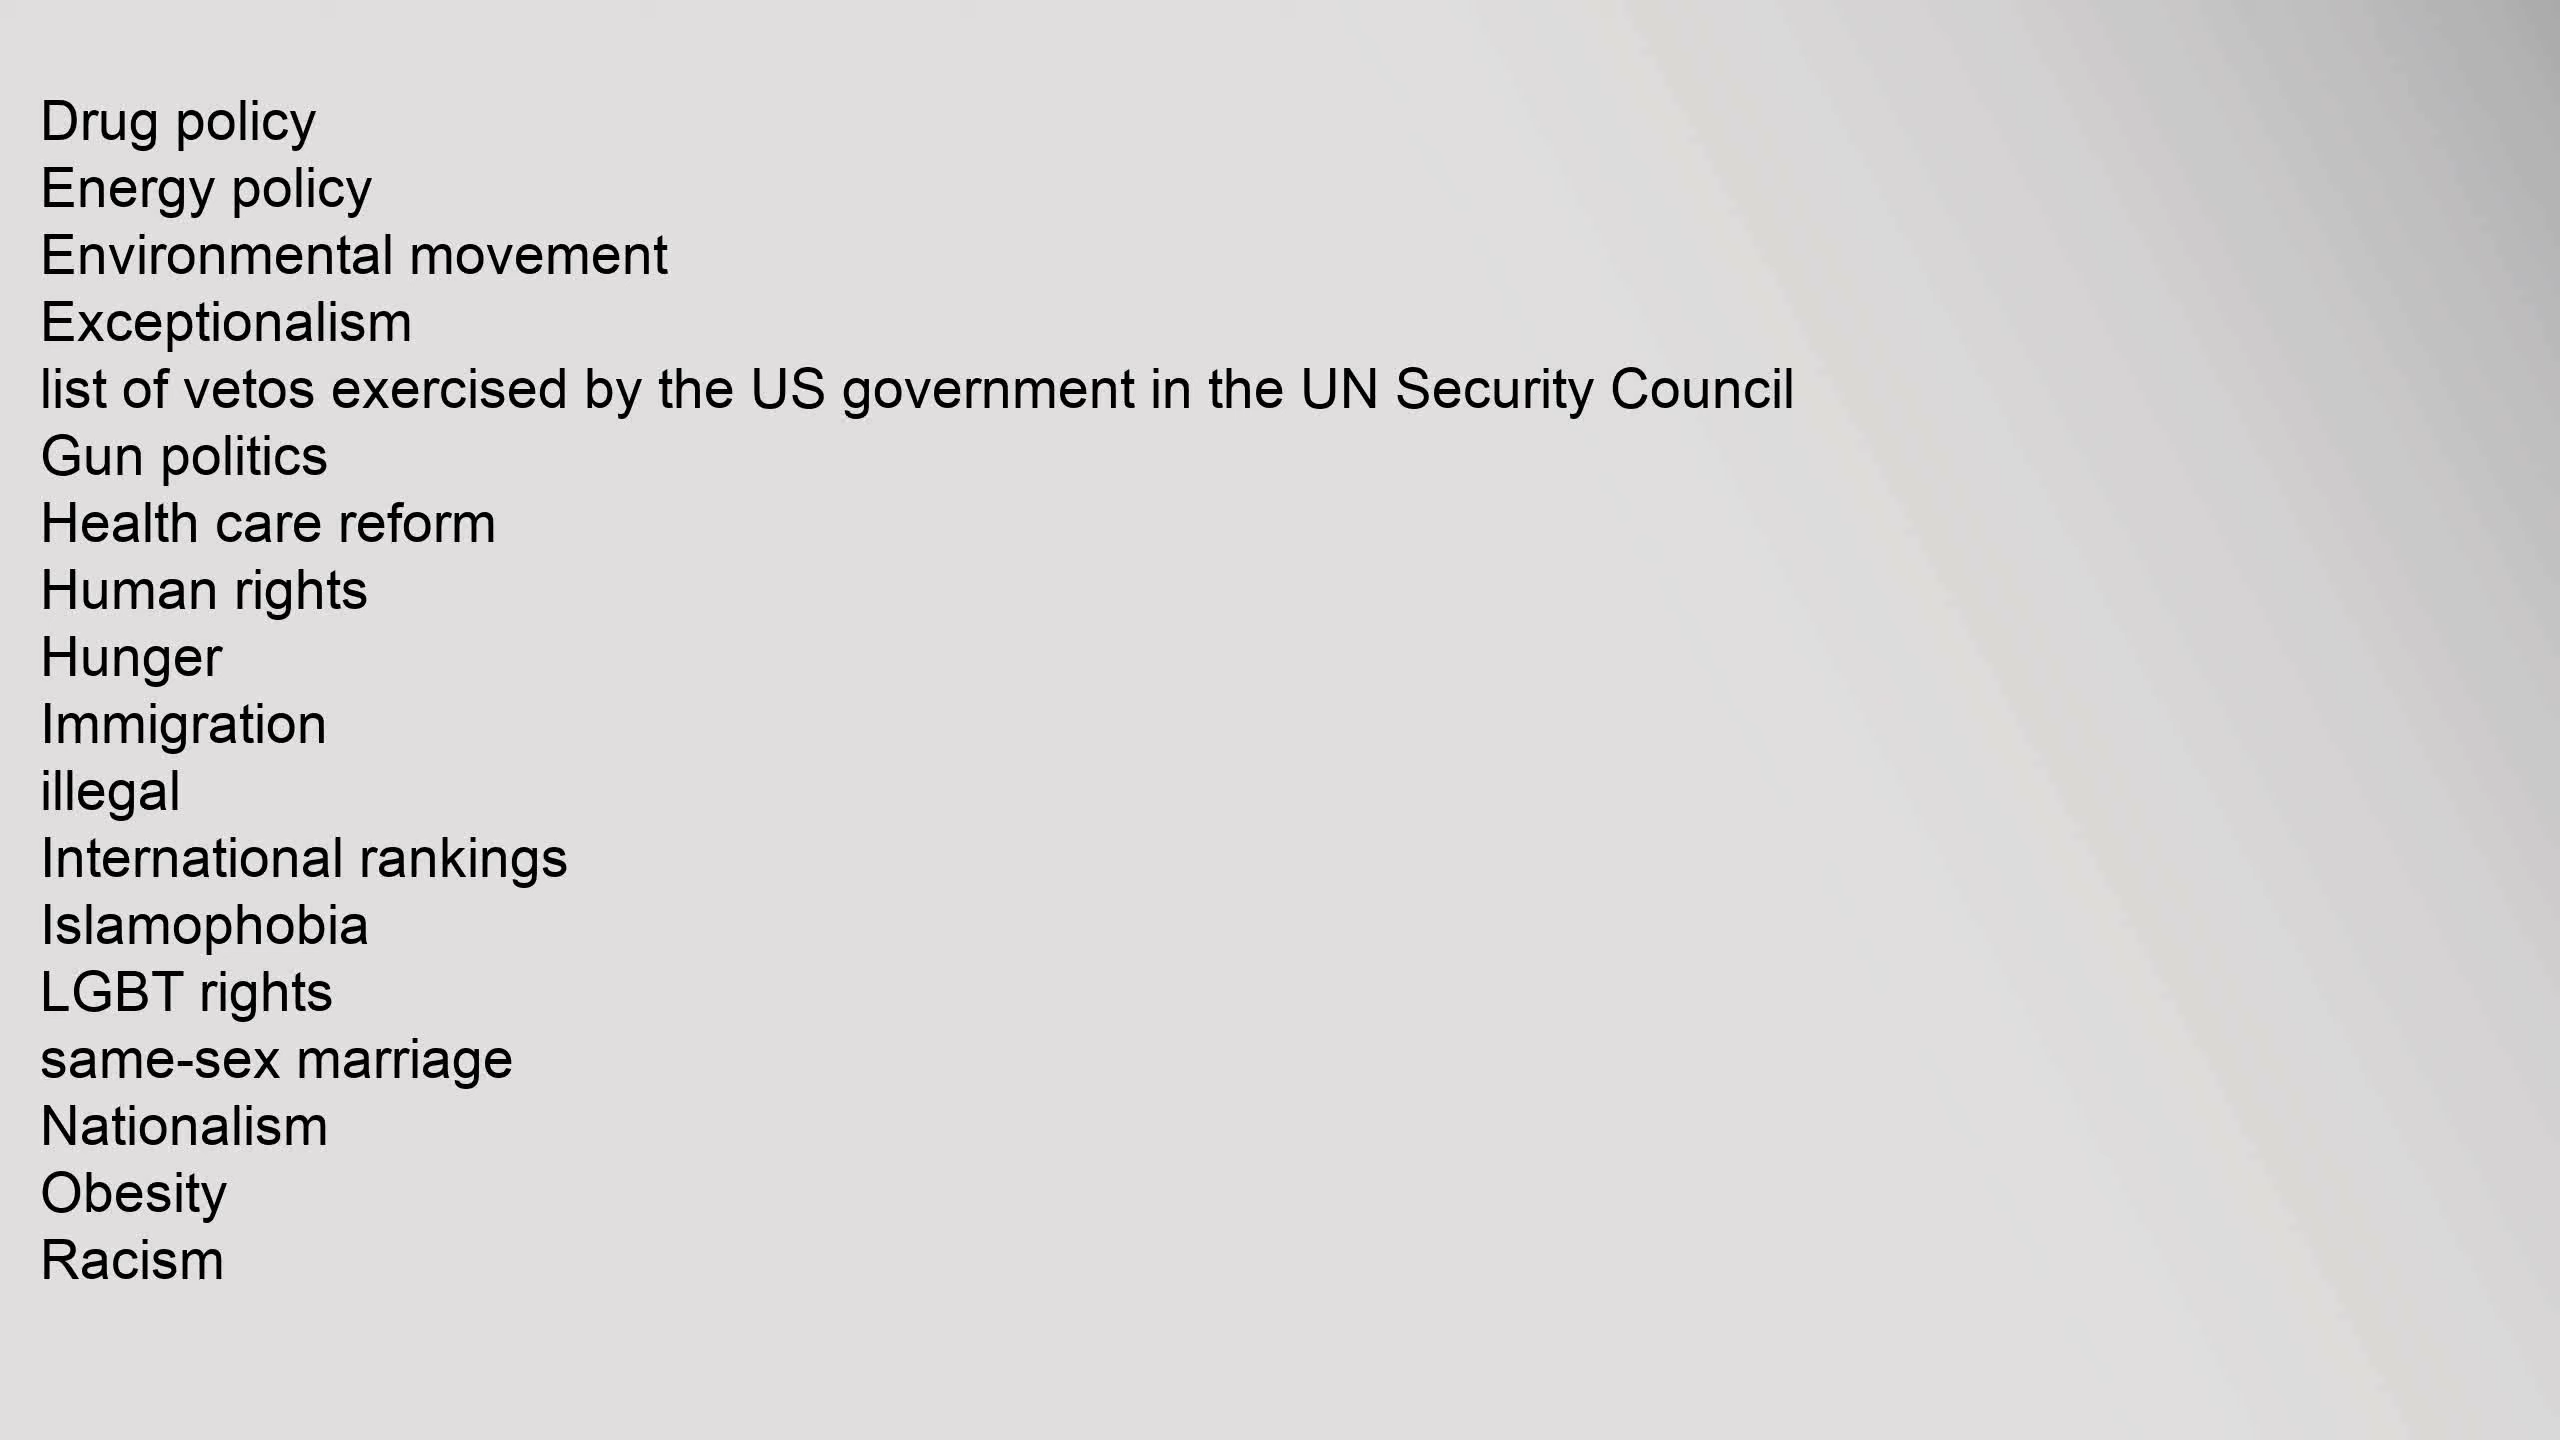 Drug policy
Energy policy
Environmental movement
Exceptionalism
list of vetos exercised by the US government in the UN Security Council
Gun politics
Health care reform
Human rights
Hunger
Immigration
illegal
International rankings
Islamophobia
LGBT rights
same-sex marriage
Nationalism
Obesity
Racism